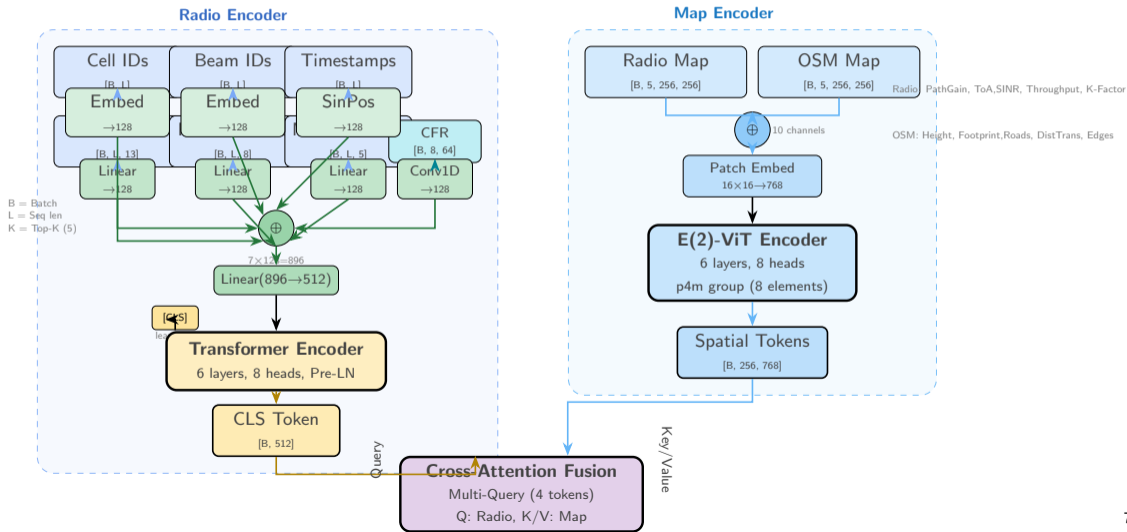 Radio Encoder
Cell IDs
[B, L]
Beam IDs
[B, L]
Timestamps
[B, L]
Embed
→128
Embed
→128
SinPos
→128
CFR
[B, 8, 64]
[B, L, 13]
[B, L, 8]
[B, L, 5]
Linear
→128
Linear
→128
Linear
→128
Conv1D
→128
B = Batch
L = Seq len
K = Top-K (5)
⊕
7×128=896
Linear(896→512)
[CLS]
Transformer Encoder
6 layers, 8 heads, Pre-LN
CLS Token
[B, 512]
Query
Map Encoder
Radio Map
[B, 5, 256, 256]
OSM Map
[B, 5, 256, 256]
Radio: PathGain, ToA,SINR, Throughput, K-Factor
⊕
10 channels
OSM: Height, Footprint,Roads, DistTrans, Edges
Patch Embed
16×16→768
E(2)-ViT Encoder
6 layers, 8 heads
p4m group (8 elements)
Spatial Tokens
[B, 256, 768]
Key/Value
Cross-Attention Fusion
Multi-Query (4 tokens)
Q: Radio, K/V: Map